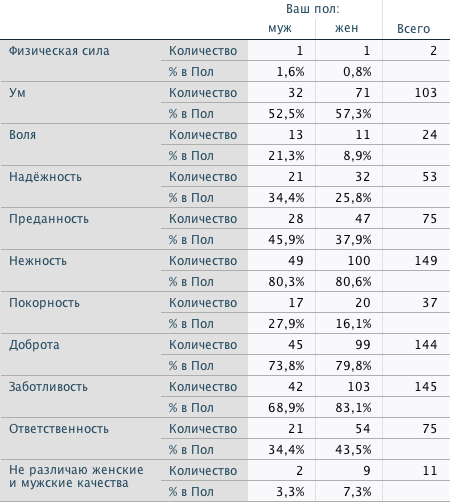 Ваш пол:
муж жен Всего
Физическая сила Количество 1 1 2
% в Пол 1,6% 0,8%
Ум Количество 32 71 103
% в Пол 52,5% 57,3%
Воля Количество 13 11 24
% в Пол 21,3% 8,9%
Надёжность Количество 21 32 53
% в Пол 34,4% 25,8%
Преданность Количество 28 47 75
% в Пол 45,9% 37,9%
Нежность Количество 49 100 149
% в Пол 80,3% 80,6%
Покорность Количество 17 20 37
% в Пол 27,9% 16,1%
Доброта Количество 45 99 144
% в Пол 73,8% 79,8%
Заботливость Количество 42 103 145
% в Пол 68,9% 83,1%
Ответственность Количество 21 54 75
% в Пол 34,4% 43,5%
Не различаю женские Количество 2 9 11
и мужские качества % в Пол 3,3% 7,3%